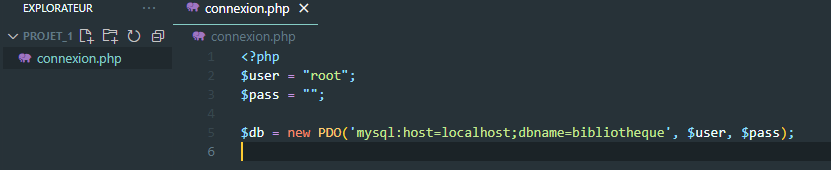 EXPLORATEUR ...
connexion.php ×
PROJET_1
connexion.php
connexion.php
1 <?php
2 $user = "root";
3 $pass = "";
4
5 $db = new PDO('mysql:host=localhost;dbname=bibliotheque', $user, $pass);
6